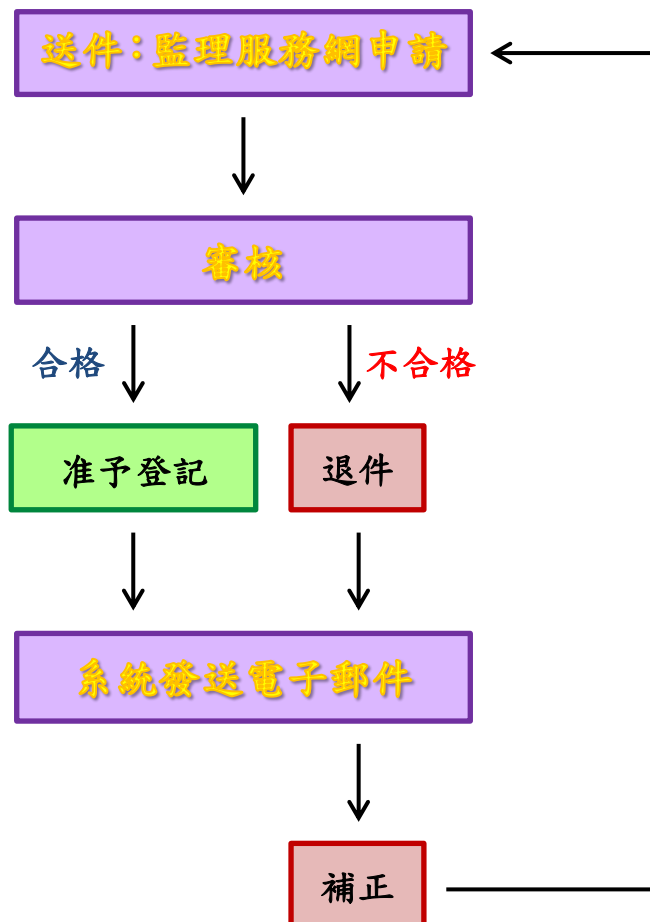 送件：監理服務網申請
審核
合格
不合格
准予登記
退件
系統發送電子郵件
補正